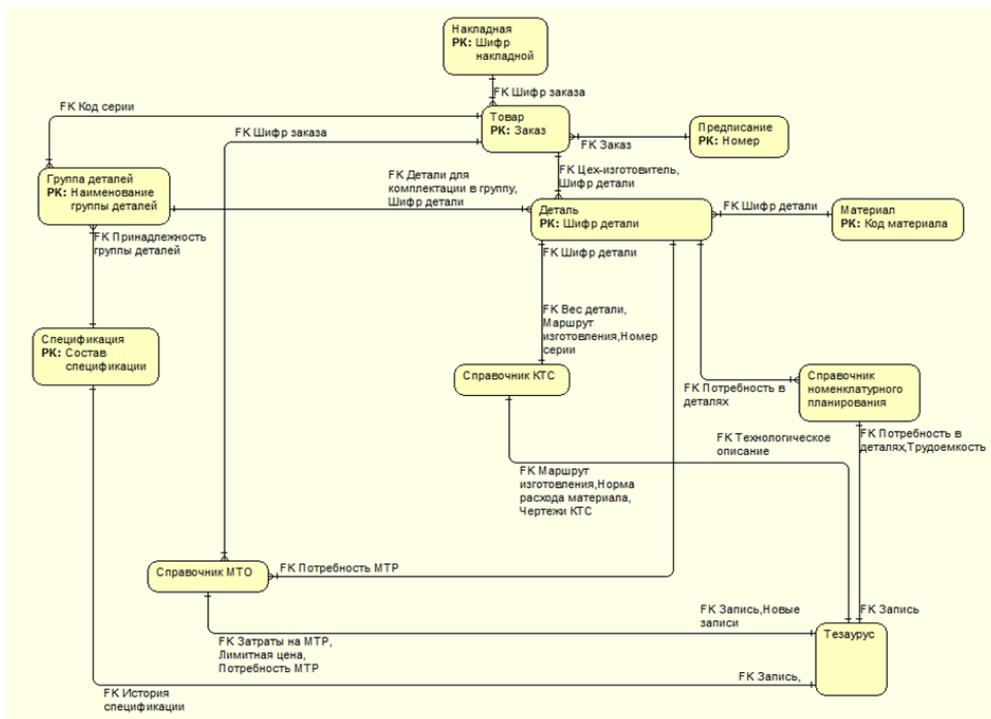 Накладная
PK: Шифр
накладной
FK Шифр заказа
FK Код серии
Товар
PK: Заказ
FK Шифр заказа
Предписание
PK: Номер
FK Заказ
Группа деталей
PK: Наименование
группы деталей
FK Детали для
комплектации в группу,
Шифр детали
FK Цех-изготовитель,
Шифр детали
Деталь
PK: Шифр детали
FK Шифр детали
Материал
PK: Код материала
FK Принадлежность
группы деталей
FK Шифр детали
FK Вес детали,
Маршрут
изготовления,Номер
серии
Спецификация
PK: Состав
спецификации
Справочник КТС
Справочник
номенклатурного
планирования
FK Потребность в
деталях
FK Технологическое
описание
FK Потребность в
деталях,Трудоемкость
FK Маршрут
изготовления,Норма
расхода материала,
Чертежи КТС
Справочник МТО
FK Потребность МТР
FK Запись,Новые
записи
FK Запись
Тезаурус
FK Затраты на МТР,
Лимитная цена,
Потребность МТР
FK Запись,
FK История
спецификации